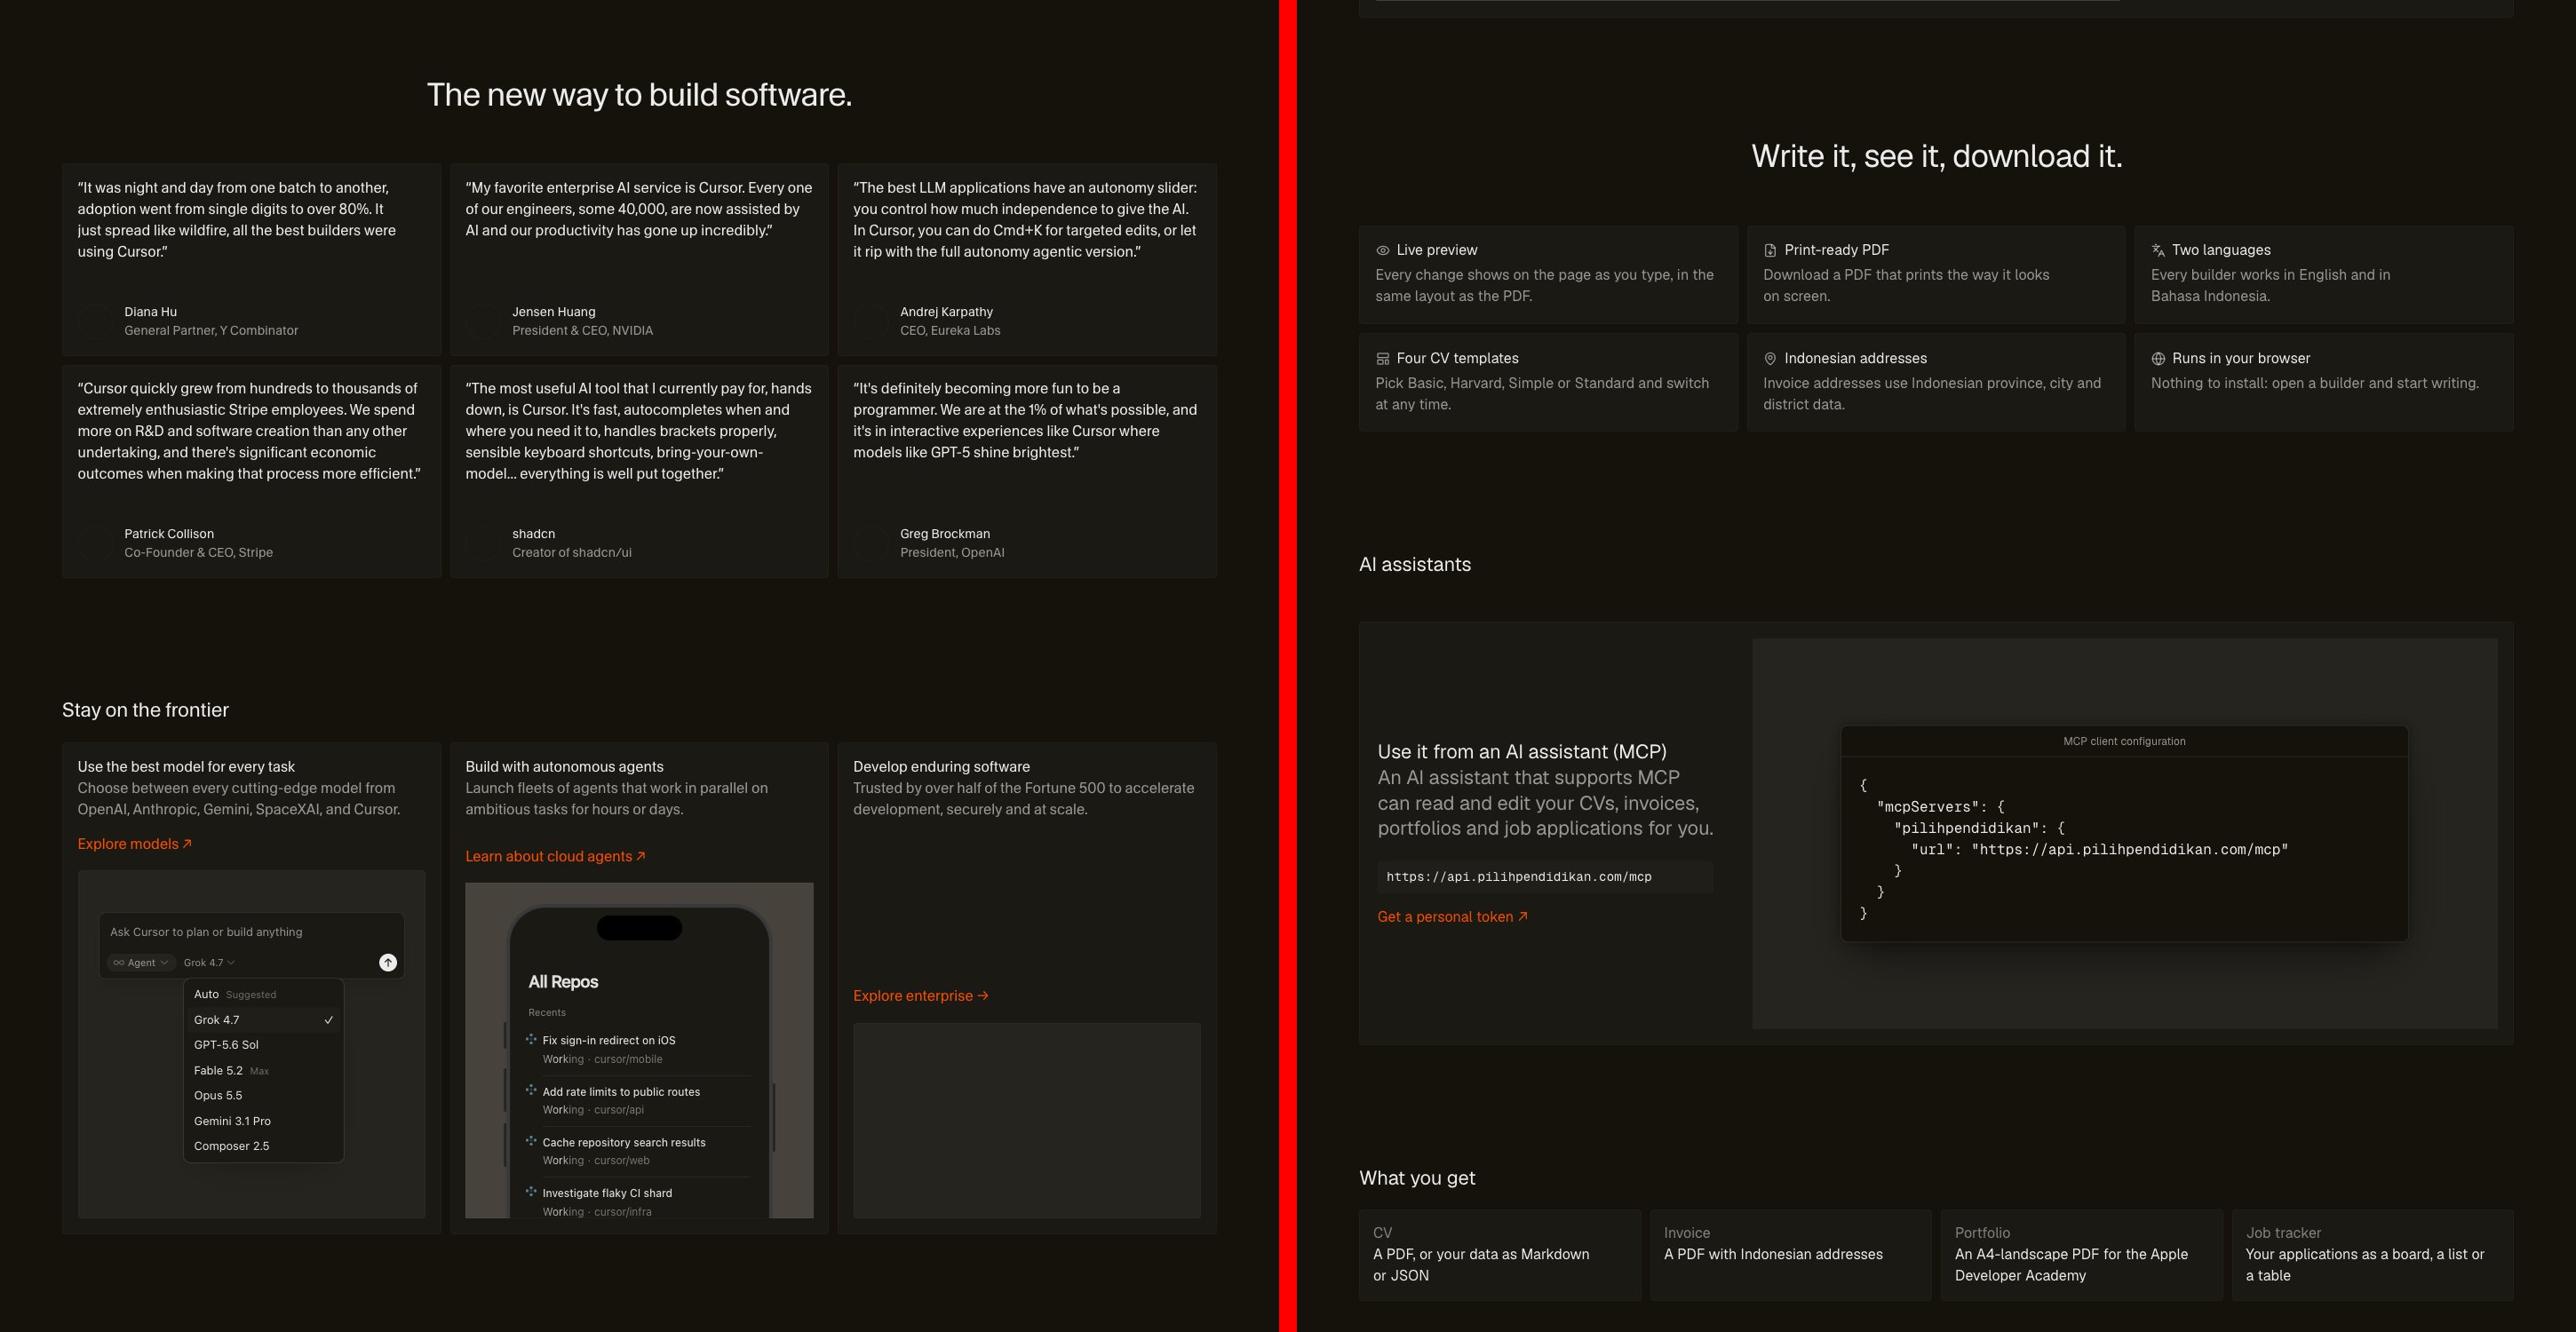 The new way to build software.
“It was night and day from one batch to another,
adoption went from single digits to over 80%. It
just spread like wildfire, all the best builders were
using Cursor.”
Diana Hu
General Partner, Y Combinator
“My favorite enterprise AI service is Cursor. Every one
of our engineers, some 40,000, are now assisted by
AI and our productivity has gone up incredibly.”
Jensen Huang
President & CEO, NVIDIA
“The best LLM applications have an autonomy slider:
you control how much independence to give the AI.
In Cursor, you can do Cmd+K for targeted edits, or let
it rip with the full autonomy agentic version.”
Andrej Karpathy
CEO, Eureka Labs
“Cursor quickly grew from hundreds to thousands of
extremely enthusiastic Stripe employees. We spend
more on R&D and software creation than any other
undertaking, and there's significant economic
outcomes when making that process more efficient.”
Patrick Collison
Co-Founder & CEO, Stripe
“The most useful AI tool that I currently pay for, hands
down, is Cursor. It's fast, autocompletes when and
where you need it to, handles brackets properly,
sensible keyboard shortcuts, bring-your-own-
model... everything is well put together.”
shadcn
Creator of shadcn/ui
“It's definitely becoming more fun to be a
programmer. We are at the 1% of what's possible, and
it's in interactive experiences like Cursor where
models like GPT-5 shine brightest.”
Greg Brockman
President, OpenAI
Stay on the frontier
Use the best model for every task
Choose between every cutting-edge model from
OpenAI, Anthropic, Gemini, SpaceXAI, and Cursor.
Explore models ↗
Ask Cursor to plan or build anything
Agent
Grok 4.7
Auto Suggested
Grok 4.7
GPT-5.6 Sol
Fable 5.2 Max
Opus 5.5
Gemini 3.1 Pro
Composer 2.5
Build with autonomous agents
Launch fleets of agents that work in parallel on
ambitious tasks for hours or days.
Learn about cloud agents ↗
All Repos
Recents
Fix sign-in redirect on iOS
Working · cursor/mobile
Add rate limits to public routes
Working · cursor/api
Cache repository search results
Working · cursor/web
Investigate flaky CI shard
Working · cursor/infra
Develop enduring software
Trusted by over half of the Fortune 500 to accelerate
development, securely and at scale.
Explore enterprise →
Write it, see it, download it.
Live preview
Every change shows on the page as you type, in the
same layout as the PDF.
Print-ready PDF
Download a PDF that prints the way it looks
on screen.
Two languages
Every builder works in English and in
Bahasa Indonesia.
Four CV templates
Pick Basic, Harvard, Simple or Standard and switch
at any time.
Indonesian addresses
Invoice addresses use Indonesian province, city and
district data.
Runs in your browser
Nothing to install: open a builder and start writing.
AI assistants
Use it from an AI assistant (MCP)
An AI assistant that supports MCP
can read and edit your CVs, invoices,
portfolios and job applications for you.
https://api.pilihpendidikan.com/mcp
Get a personal token ↗
MCP client configuration
{
"mcpServers": {
"pilihpendidikan": {
"url": "https://api.pilihpendidikan.com/mcp"
}
}
}
What you get
CV
A PDF, or your data as Markdown
or JSON
Invoice
A PDF with Indonesian addresses
Portfolio
An A4-landscape PDF for the Apple
Developer Academy
Job tracker
Your applications as a board, a list or
a table